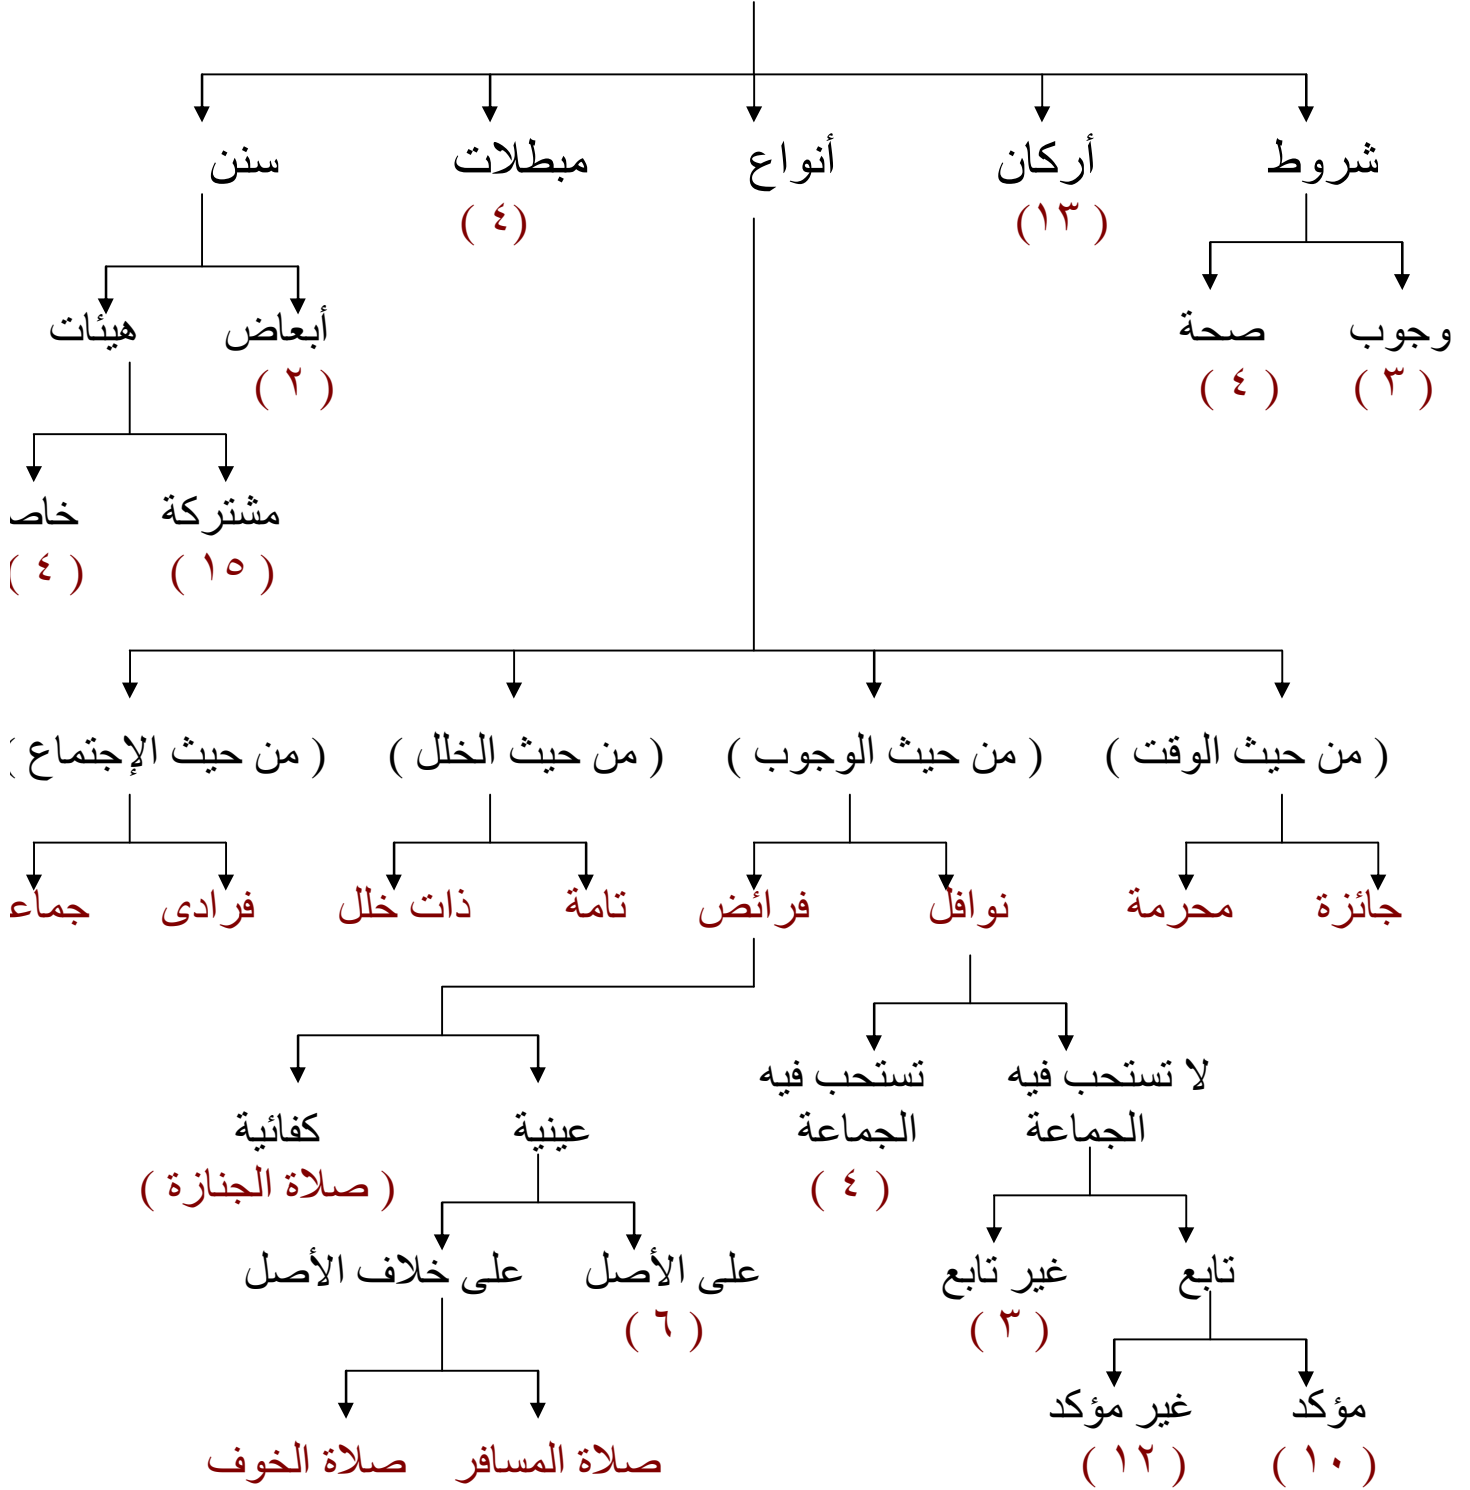 شروط
أركان
أنواع
مبطلات
سنن
( ١٣)
(٤ )
وجوب
صحة
أبعاض
هيئات
( ٣ )
( ٤ )
( ٢ )
مشتركة
خاص
( ١٥ )
( ٤ )
( من حيث الوقت )
( من حيث الوجوب )
( من حيث الخلل )
( من حيث الإجتماع )
جائزة
محرمة
نوافل
فرائض
تامة
ذات خلل
فرادى
جماع
لا تستحب فيه
الجماعة
تستحب فيه
الجماعة
( ٤ )
عينية
كفائية
( صلاة الجنازة )
تابع
غير تابع
( ٣ )
على الأصل
( ٦ )
على خلاف الأصل
مؤكد
( ١٠ )
غير مؤكد
( ١٢ )
صلاة المسافر
صلاة الخوف